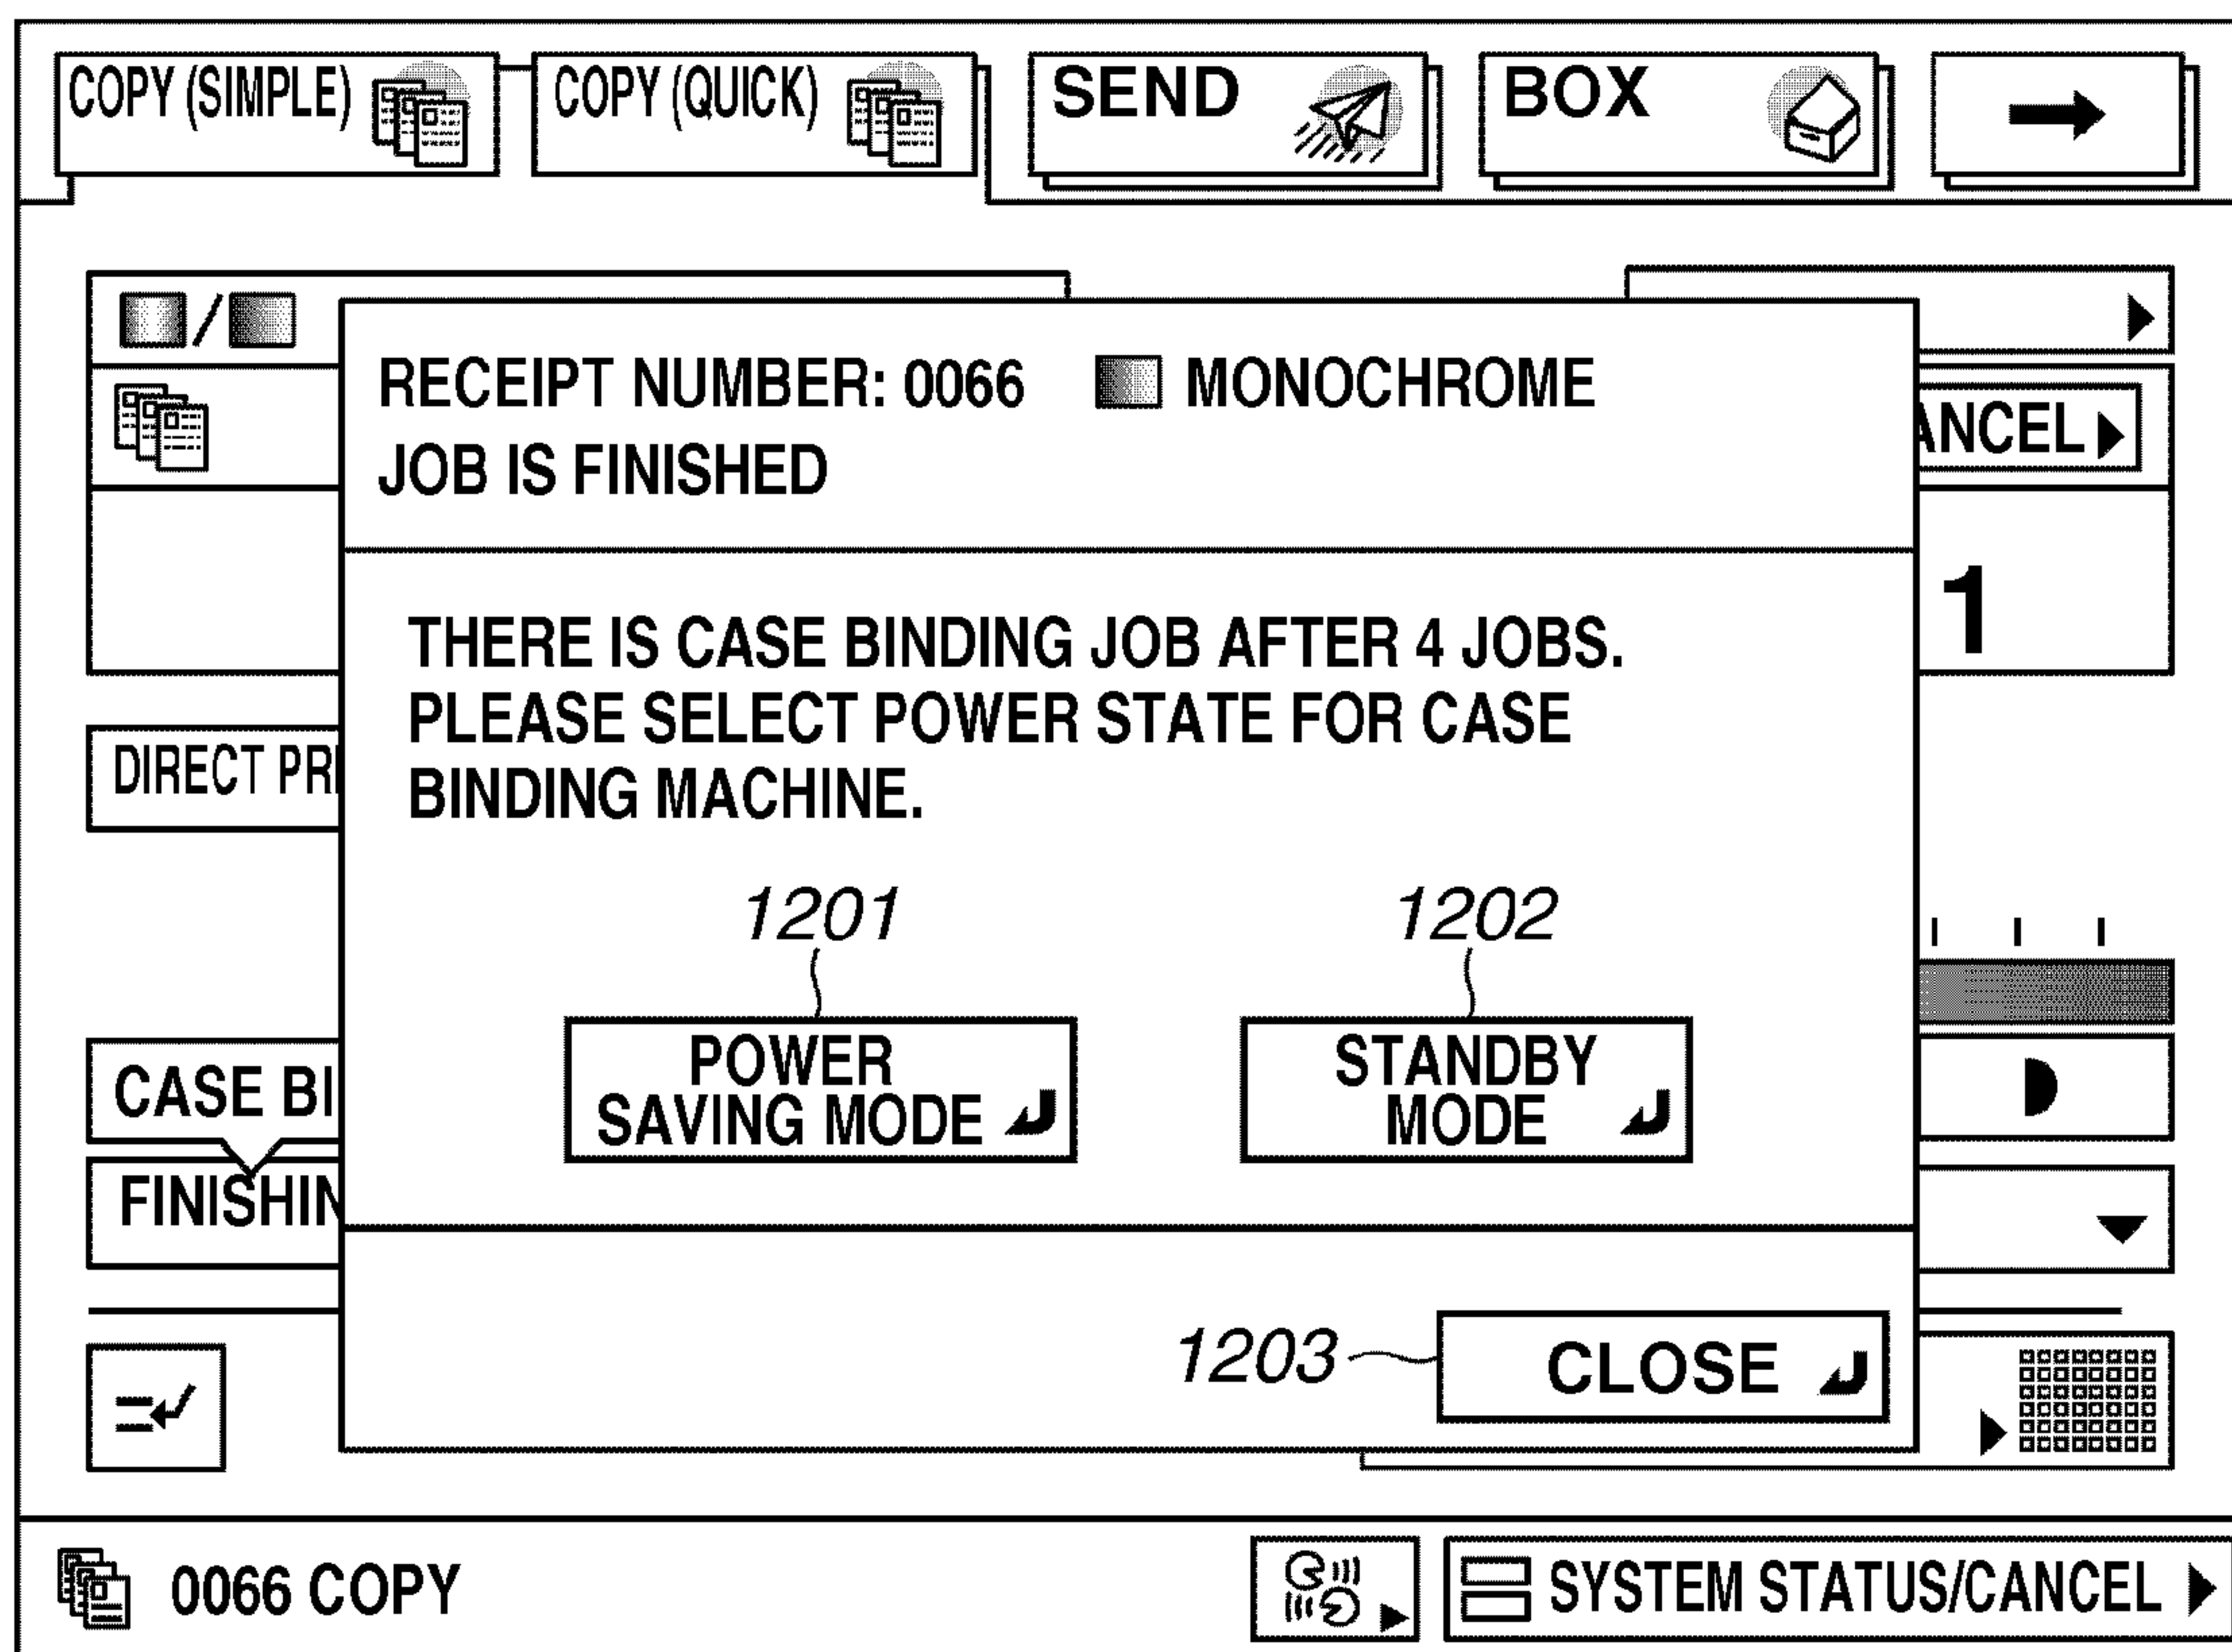 COPY (SIMPLE)
COPY (QUICK)
SEND
BOX
RECEIPT NUMBER: 0066 MONOCHROME
JOB IS FINISHED
ANCEL
1
THERE IS CASE BINDING JOB AFTER 4 JOBS.
PLEASE SELECT POWER STATE FOR CASE
BINDING MACHINE.
DIRECT PRI
1201
1202
POWER
SAVING MODE
STANDBY
MODE
CASE BI
FINISHIN
1203
CLOSE
0066 COPY
SYSTEM STATUS/CANCEL